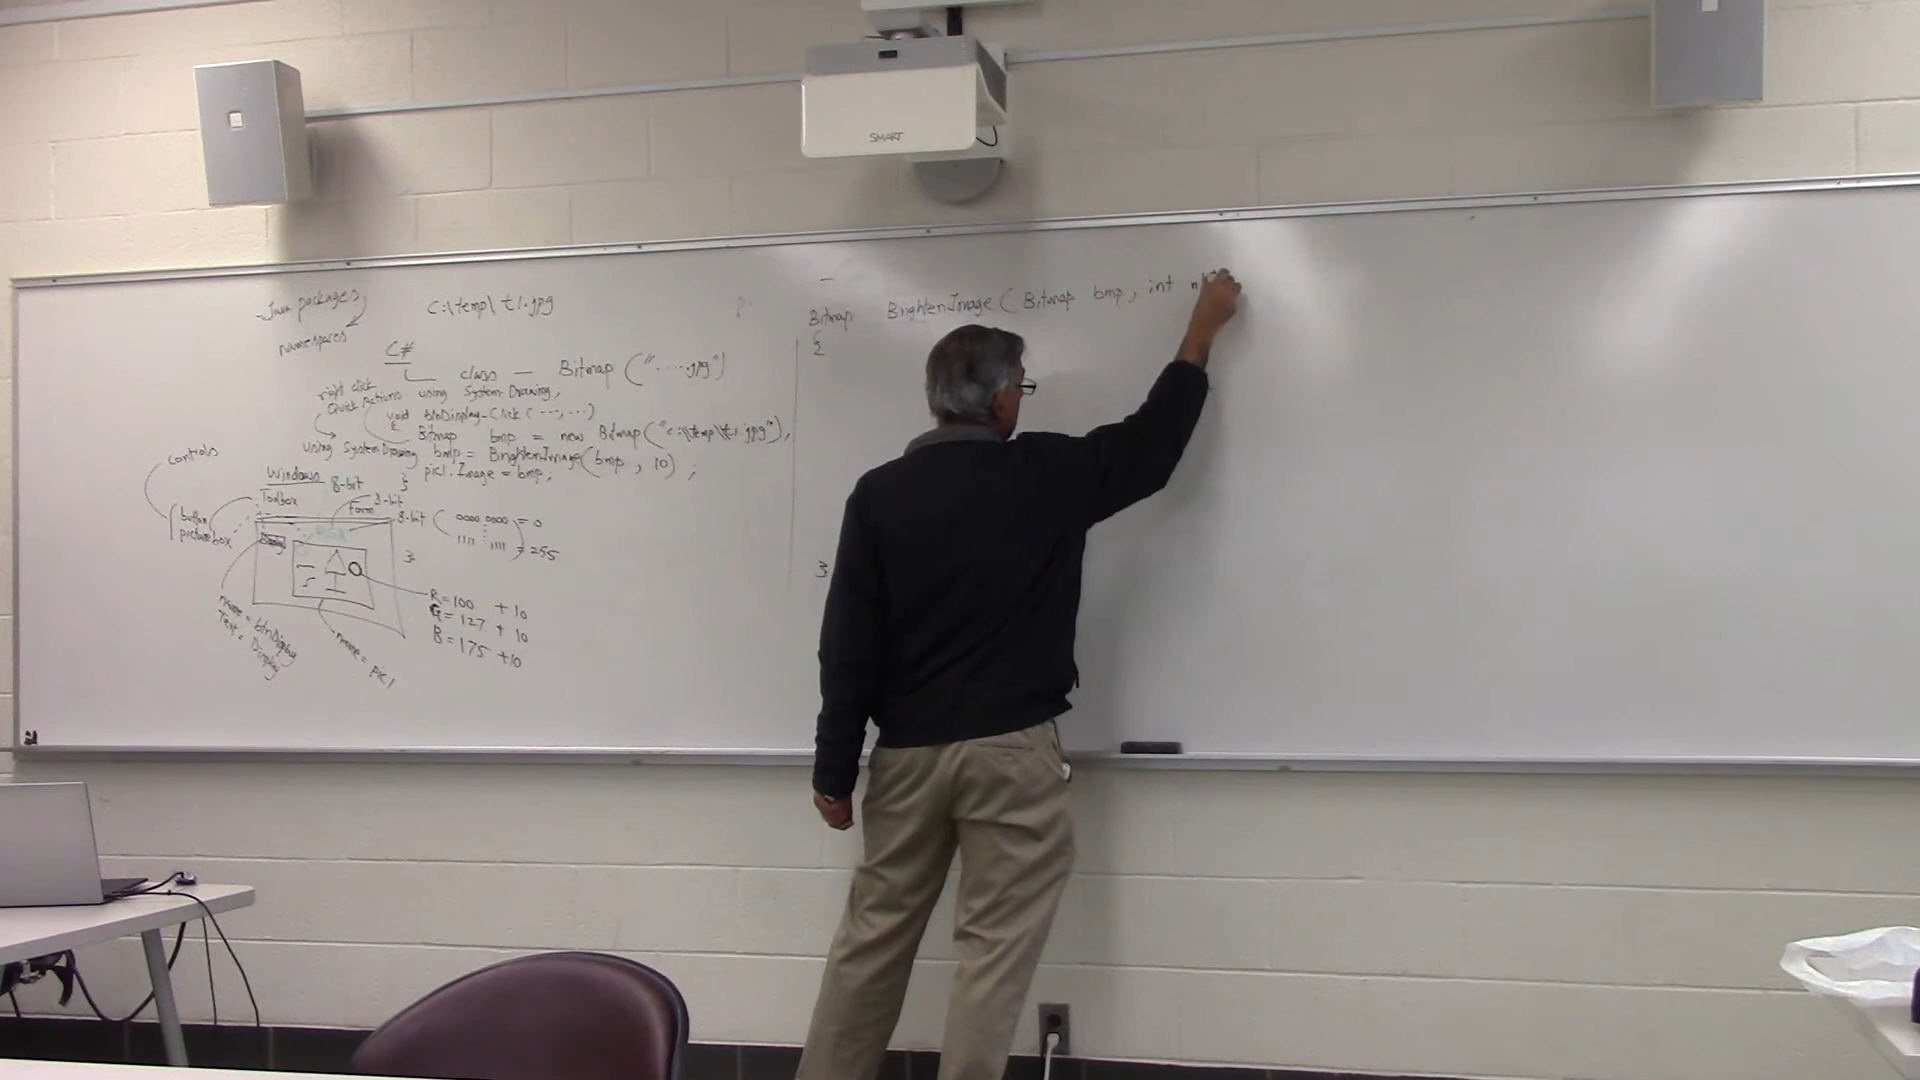 SMART
-Java packages
namespaces
C:\temp\t1.jpg
C#
class — Bitmap ("....jpg")
right click
Quick Actions
using System.Drawing;
void btnDisplay_Click(---,---)
{
Bitmap bmp = new Bitmap("c:\\temp\\t1.jpg");
using System.Drawing
bmp = BrightenImage(bmp, 10);
pic1.Image = bmp;
}
controls
Windows
8-bit
Toolbox
button
picturebox
Form
8-bit
8-bit
0000 0000 = 0
1111 1111 = 255
}
R=100 +10
G=127 +10
B=175 +10
name = btnDisplay
Text = Display
name = pic1
Bitmap BrightenImage( Bitmap bmp, int
{
}